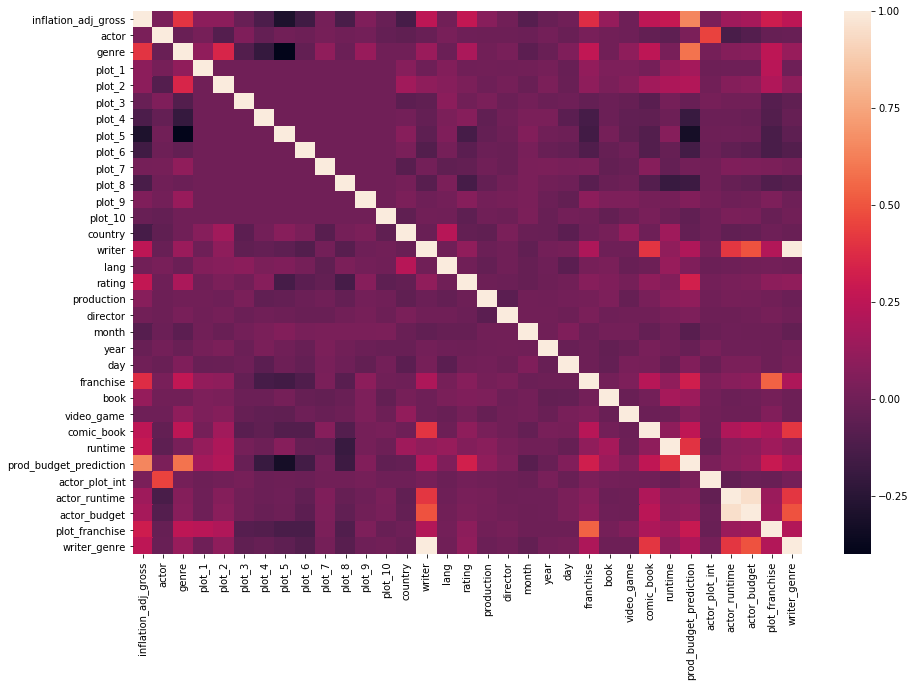 inflation_adj_gross
actor
genre
plot_1
plot_2
plot_3
plot_4
plot_5
plot_6
plot_7
plot_8
plot_9
plot_10
country
writer
lang
rating
production
director
month
year
day
franchise
book
video_game
comic_book
runtime
prod_budget_prediction
actor_plot_int
actor_runtime
actor_budget
plot_franchise
writer_genre
inflation_adj_gross
actor
genre
plot_1
plot_2
plot_3
plot_4
plot_5
plot_6
plot_7
plot_8
plot_9
plot_10
country
writer
lang
rating
production
director
month
year
day
franchise
book
video_game
comic_book
runtime
prod_budget_prediction
actor_plot_int
actor_runtime
actor_budget
plot_franchise
writer_genre
1.00
0.75
0.50
0.25
0.00
−0.25